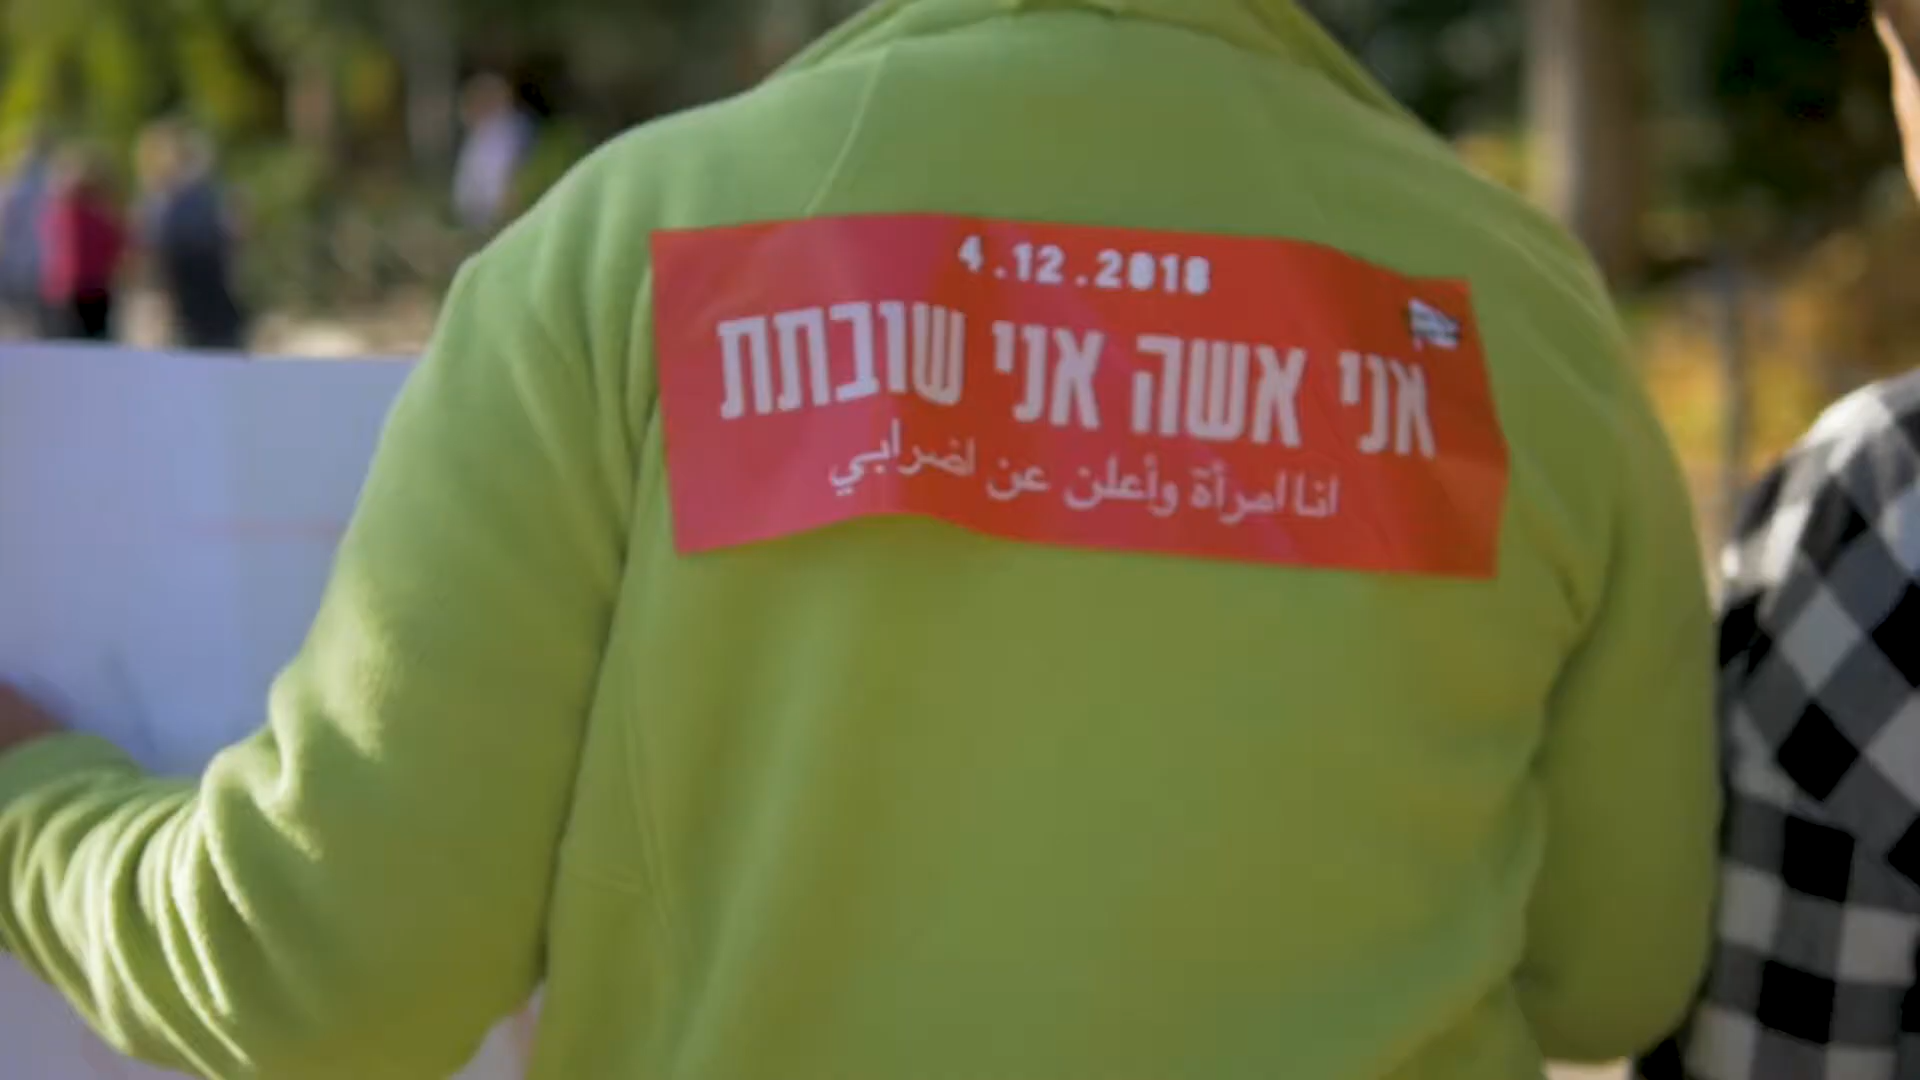 4.12.2018
אני אשה אני שובתת
انا امرأة وأعلن عن اضرابي